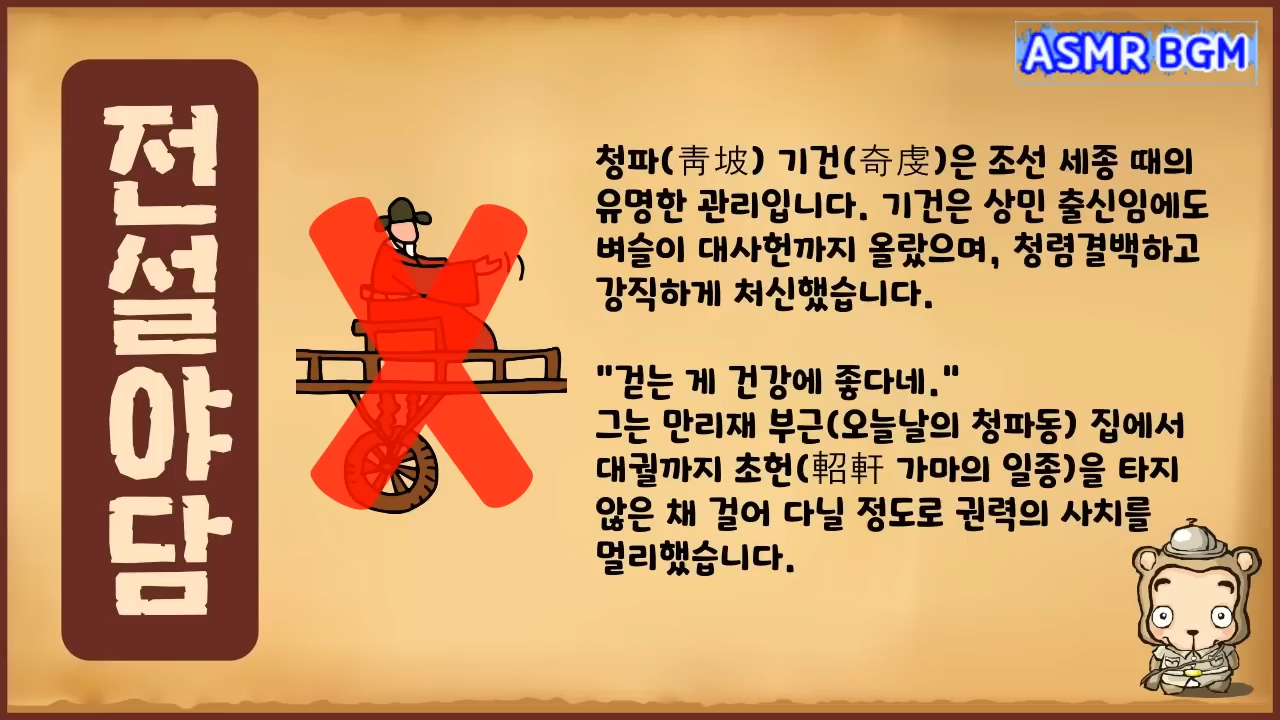 ASMR BGM
전설야담
청파(靑坡) 기건(奇虔)은 조선 세종 때의
유명한 관리입니다. 기건은 상민 출신임에도
벼슬이 대사헌까지 올랐으며, 청렴결백하고
강직하게 처신했습니다.
"걷는 게 건강에 좋다네."
그는 만리재 부근(오늘날의 청파동) 집에서
대궐까지 초헌(軺軒 가마의 일종)을 타지
않은 채 걸어 다닐 정도로 권력의 사치를
멀리했습니다.